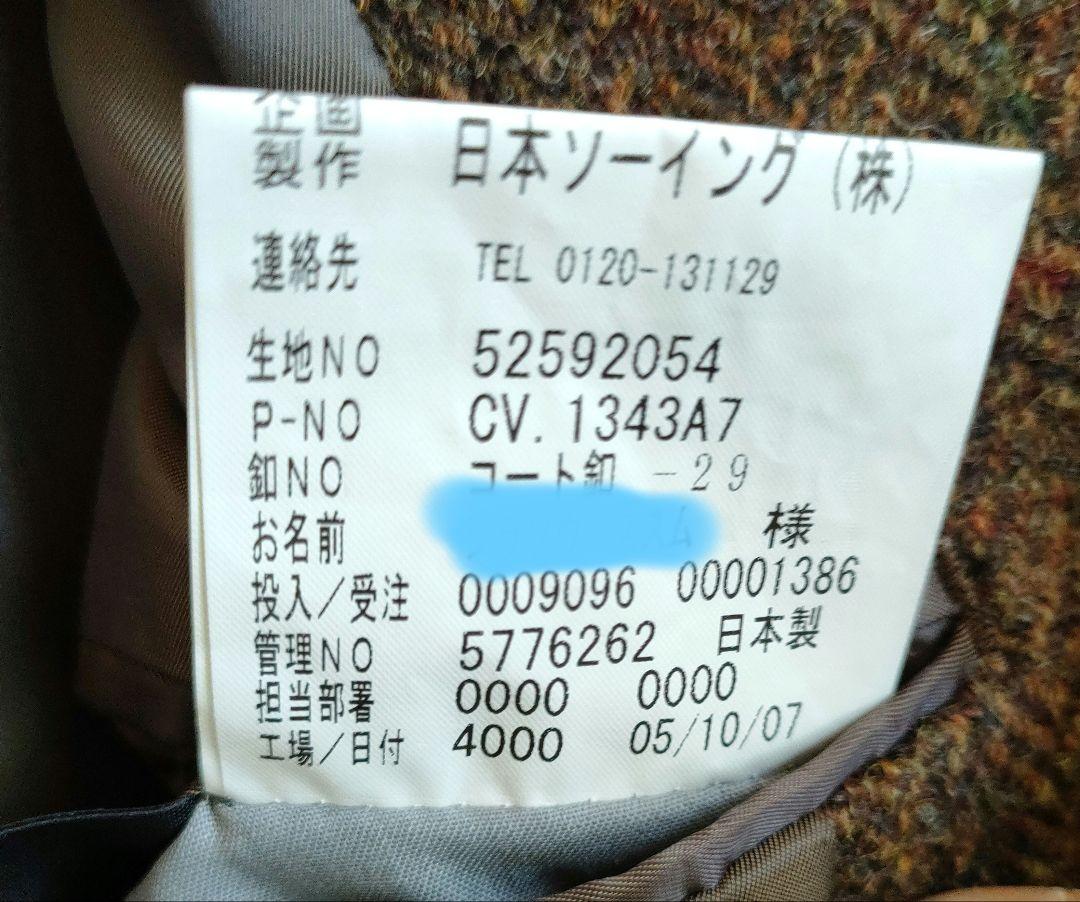 企画
製作 日本ソーイング（株）
連絡先 TEL 0120-131129
生地NO 52592054
P-NO CV. 1343A7
釦NO コート釦 -29
お名前 様
投入／受注 0009096 00001386
管理NO 5776262 日本製
担当部署 0000 0000
工場／日付 4000 05/10/07